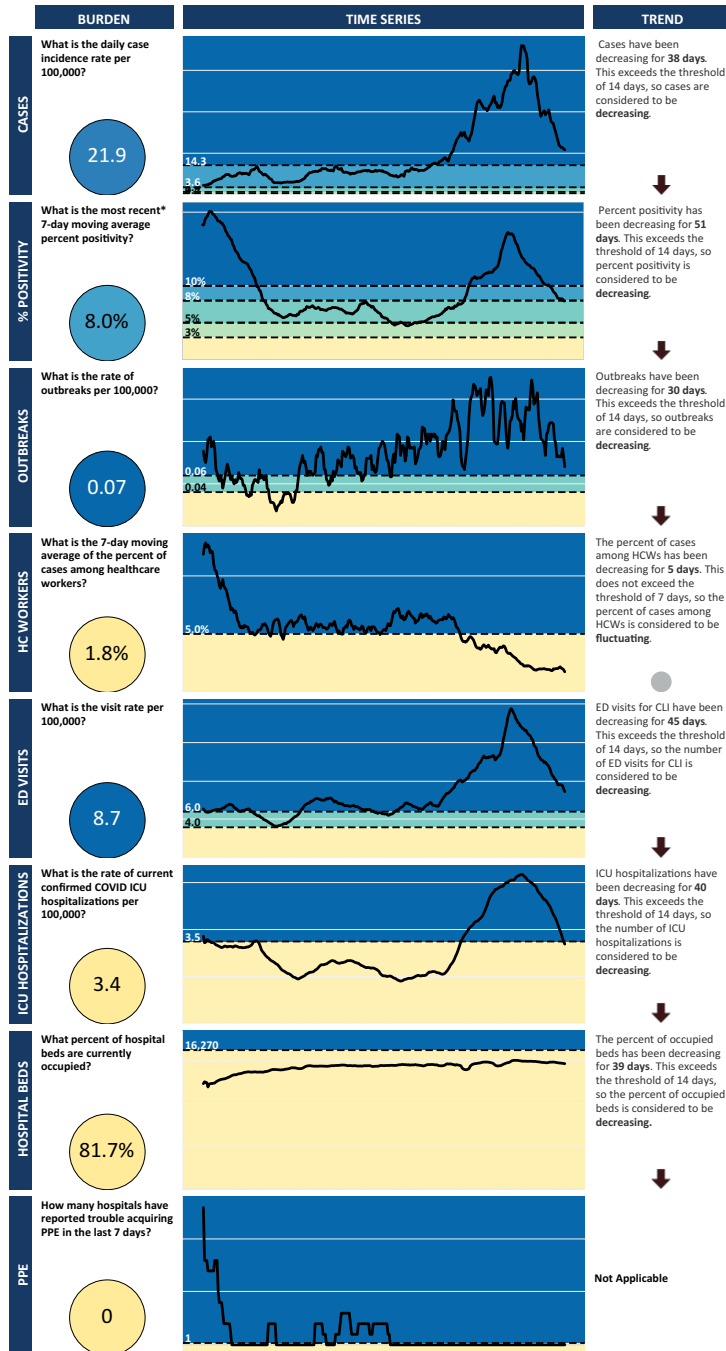 BURDEN
TIME SERIES
TREND
CASES
What is the daily case
incidence rate per
100,000?
21.9
14.3
3.6
Cases have been
decreasing for 38 days.
This exceeds the threshold
of 14 days, so cases are
considered to be
decreasing.
% POSITIVITY
What is the most recent*
7-day moving average
percent positivity?
8.0%
10%
8%
5%
3%
Percent positivity has
been decreasing for 51
days. This exceeds the
threshold of 14 days, so
percent positivity is
considered to be
decreasing.
OUTBREAKS
What is the rate of
outbreaks per 100,000?
0.07
0.06
0.04
Outbreaks have been
decreasing for 30 days.
This exceeds the threshold
of 14 days, so outbreaks
are considered to be
decreasing.
HC WORKERS
What is the 7-day moving
average of the percent of
cases among healthcare
workers?
1.8%
5.0%
The percent of cases
among HCWs has been
decreasing for 5 days. This
does not exceed the
threshold of 7 days, so the
percent of cases among
HCWs is considered to be
fluctuating.
ED VISITS
What is the visit rate per
100,000?
8.7
6.0
4.0
ED visits for CLI have been
decreasing for 45 days.
This exceeds the threshold
of 14 days, so the number
of ED visits for CLI is
considered to be
decreasing.
ICU HOSPITALIZATIONS
What is the rate of current
confirmed COVID ICU
hospitalizations per
100,000?
3.4
3.5
ICU hospitalizations have
been decreasing for 40
days. This exceeds the
threshold of 14 days, so
the number of ICU
hospitalizations is
considered to be
decreasing.
HOSPITAL BEDS
What percent of hospital
beds are currently
occupied?
81.7%
16,270
The percent of occupied
beds has been decreasing
for 39 days. This exceeds
the threshold of 14 days,
so the percent of occupied
beds is considered to be
decreasing.
PPE
How many hospitals have
reported trouble acquiring
PPE in the last 7 days?
0
1
Not Applicable